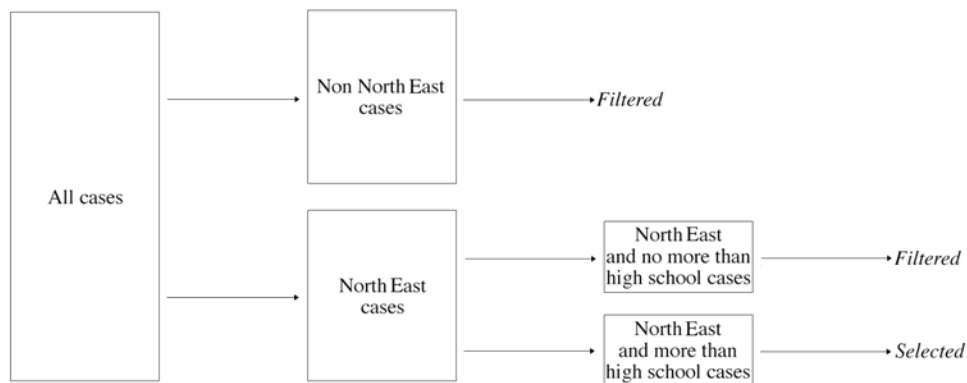 Non North East
cases
Filtered
All cases
North East
cases
North East
and no more than
high school cases
Filtered
North East
and more than
high school cases
Selected